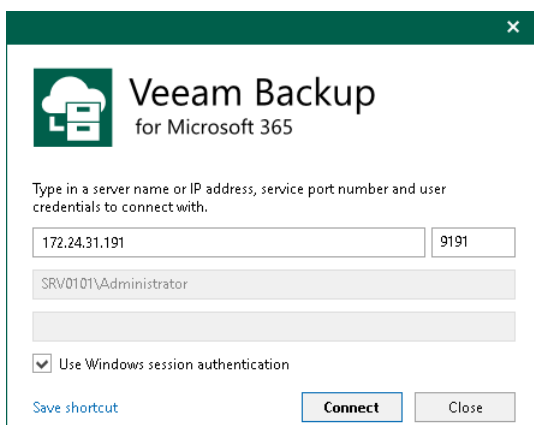 Veeam Backup
for Microsoft 365
Type in a server name or IP address, service port number and user
credentials to connect with.
172.24.31.191 9191
SRV0101\Administrator
Use Windows session authentication
Save shortcut Connect Close